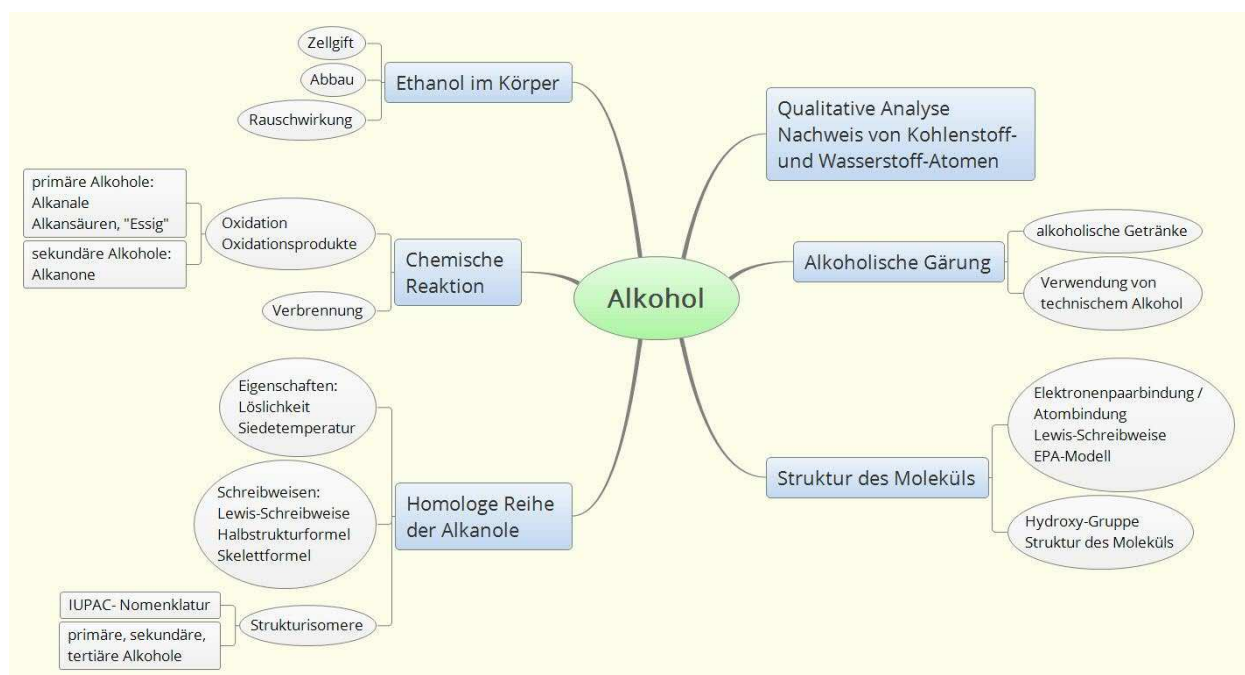 Alkohol
Ethanol im Körper
Zellgift
Abbau
Rauschwirkung
Chemische
Reaktion
Oxidation
Oxidationsprodukte
primäre Alkohole:
Alkanale
Alkansäuren, "Essig"
sekundäre Alkohole:
Alkanone
Verbrennung
Homologe Reihe
der Alkanole
Eigenschaften:
Löslichkeit
Siedetemperatur
Schreibweisen:
Lewis-Schreibweise
Halbstrukturformel
Skelettformel
Strukturisomere
IUPAC- Nomenklatur
primäre, sekundäre,
tertiäre Alkohole
Qualitative Analyse
Nachweis von Kohlenstoff-
und Wasserstoff-Atomen
Alkoholische Gärung
alkoholische Getränke
Verwendung von
technischem Alkohol
Struktur des Moleküls
Elektronenpaarbindung /
Atombindung
Lewis-Schreibweise
EPA-Modell
Hydroxy-Gruppe
Struktur des Moleküls